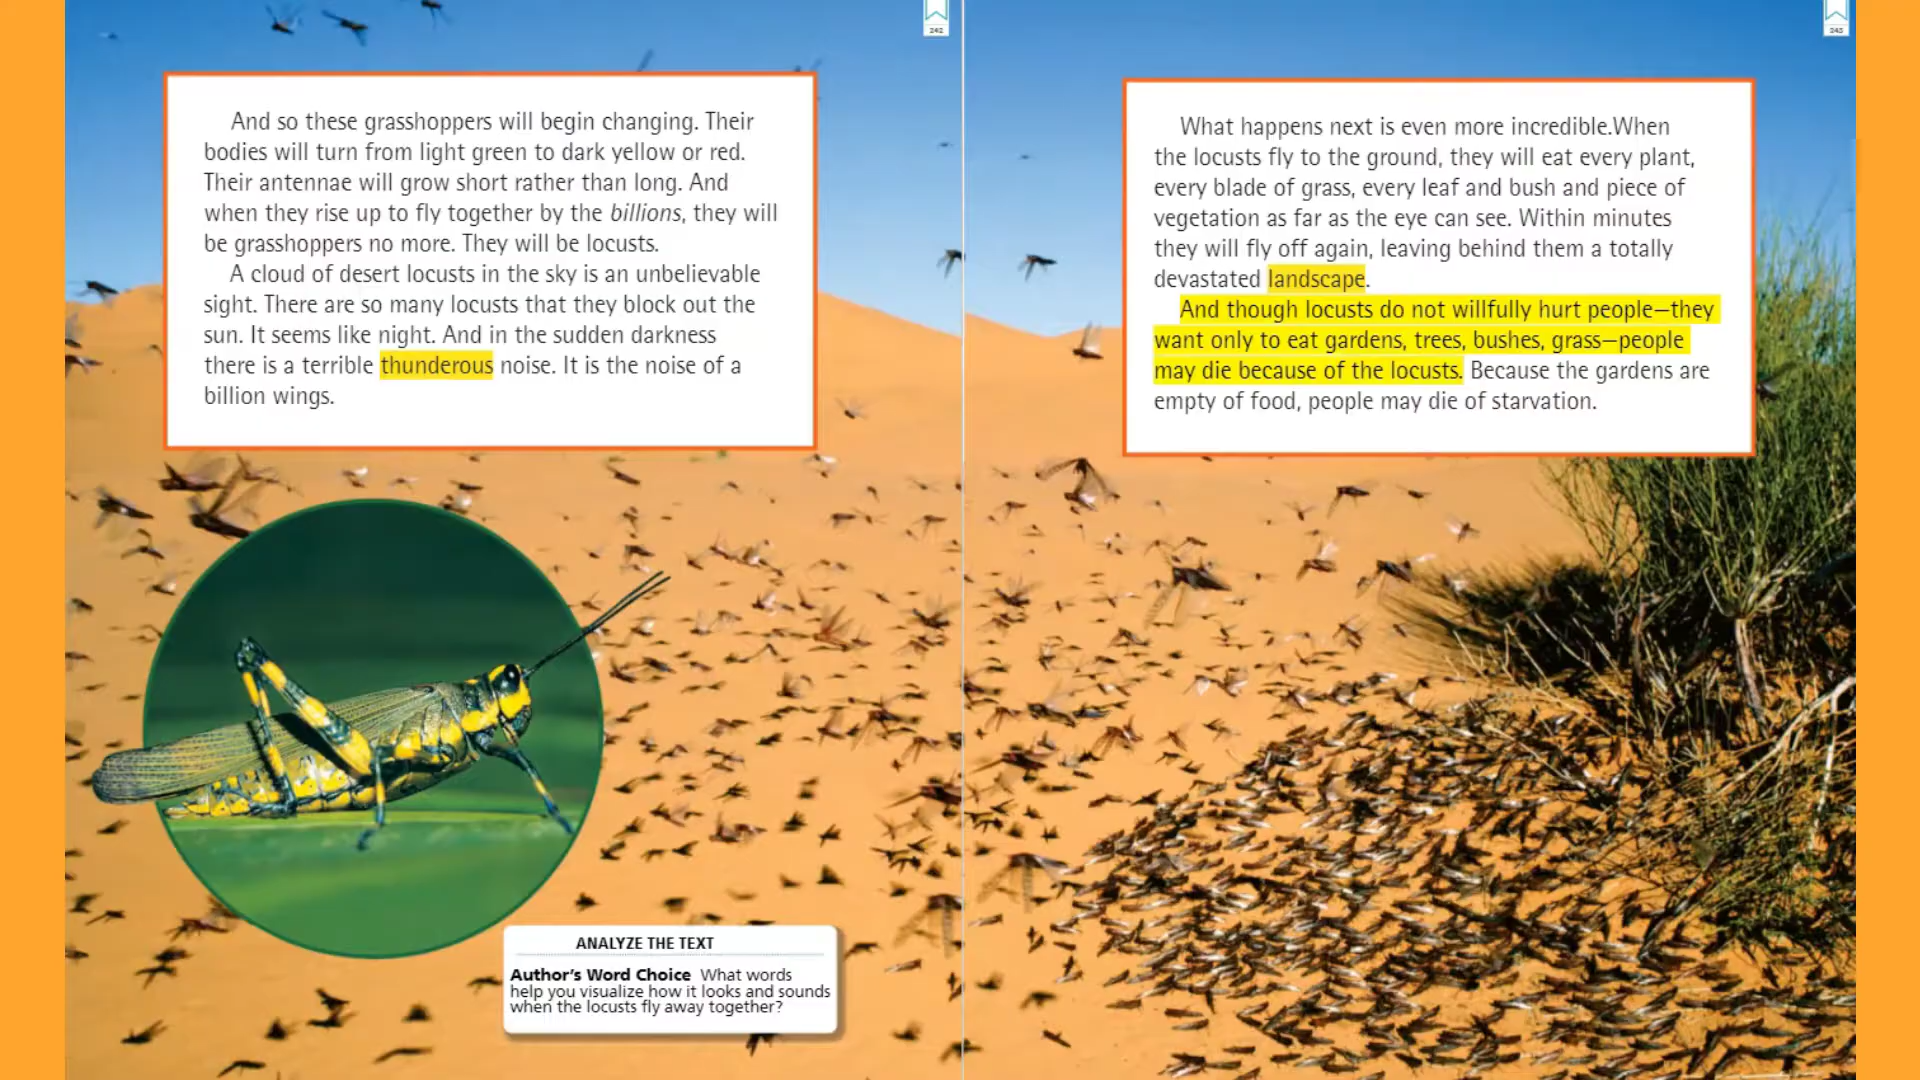 242
And so these grasshoppers will begin changing. Their
bodies will turn from light green to dark yellow or red.
Their antennae will grow short rather than long. And
when they rise up to fly together by the billions, they will
be grasshoppers no more. They will be locusts.
A cloud of desert locusts in the sky is an unbelievable
sight. There are so many locusts that they block out the
sun. It seems like night. And in the sudden darkness
there is a terrible thunderous noise. It is the noise of a
billion wings.
ANALYZE THE TEXT
Author's Word Choice What words
help you visualize how it looks and sounds
when the locusts fly away together?
243
What happens next is even more incredible.When
the locusts fly to the ground, they will eat every plant,
every blade of grass, every leaf and bush and piece of
vegetation as far as the eye can see. Within minutes
they will fly off again, leaving behind them a totally
devastated landscape.
And though locusts do not willfully hurt people—they
want only to eat gardens, trees, bushes, grass—people
may die because of the locusts. Because the gardens are
empty of food, people may die of starvation.